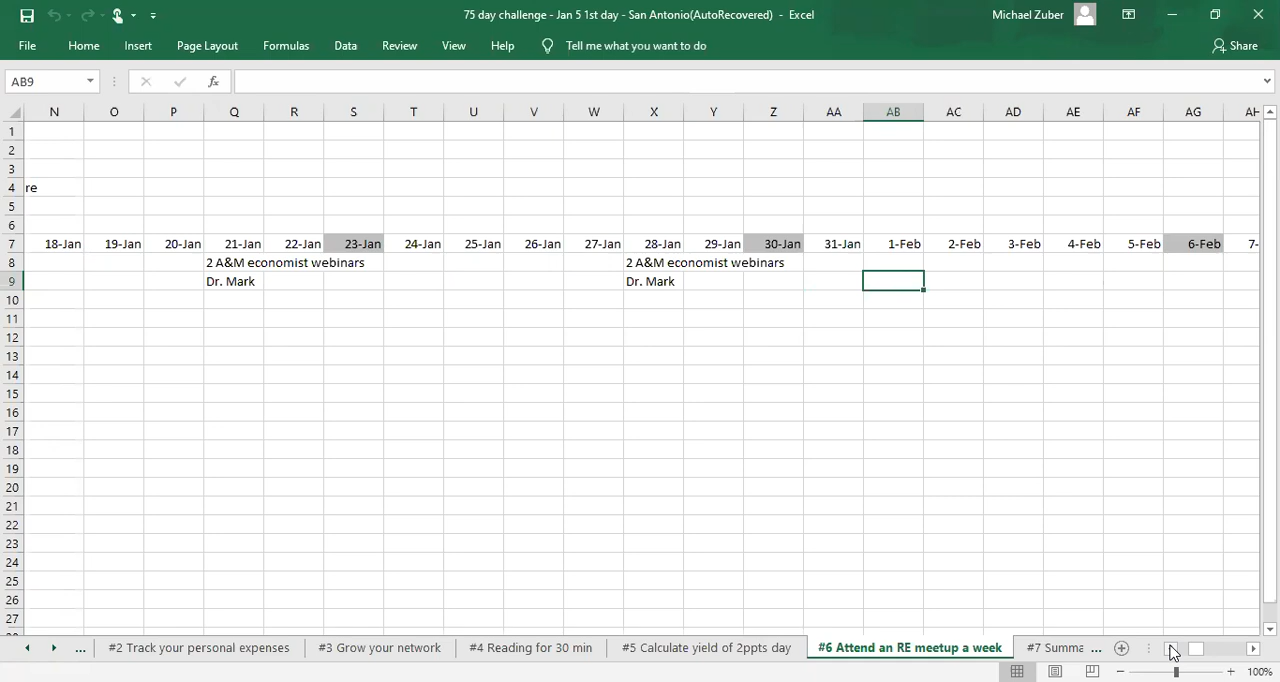 75 day challenge - Jan 5 1st day - San Antonio(AutoRecovered) - Excel
Michael Zuber
File Home Insert Page Layout Formulas Data Review View Help Tell me what you want to do Share
AB9 fx
N O P Q R S T U V W X Y Z AA AB AC AD AE AF AG AH
1
2
3
4 re
5
6
7 18-Jan 19-Jan 20-Jan 21-Jan 22-Jan 23-Jan 24-Jan 25-Jan 26-Jan 27-Jan 28-Jan 29-Jan 30-Jan 31-Jan 1-Feb 2-Feb 3-Feb 4-Feb 5-Feb 6-Feb 7-
8 2 A&M economist webinars 2 A&M economist webinars
9 Dr. Mark Dr. Mark
10
11
12
13
14
15
16
17
18
19
20
21
22
23
24
25
26
27
... #2 Track your personal expenses #3 Grow your network #4 Reading for 30 min #5 Calculate yield of 2ppts day #6 Attend an RE meetup a week #7 Summa ...
100%